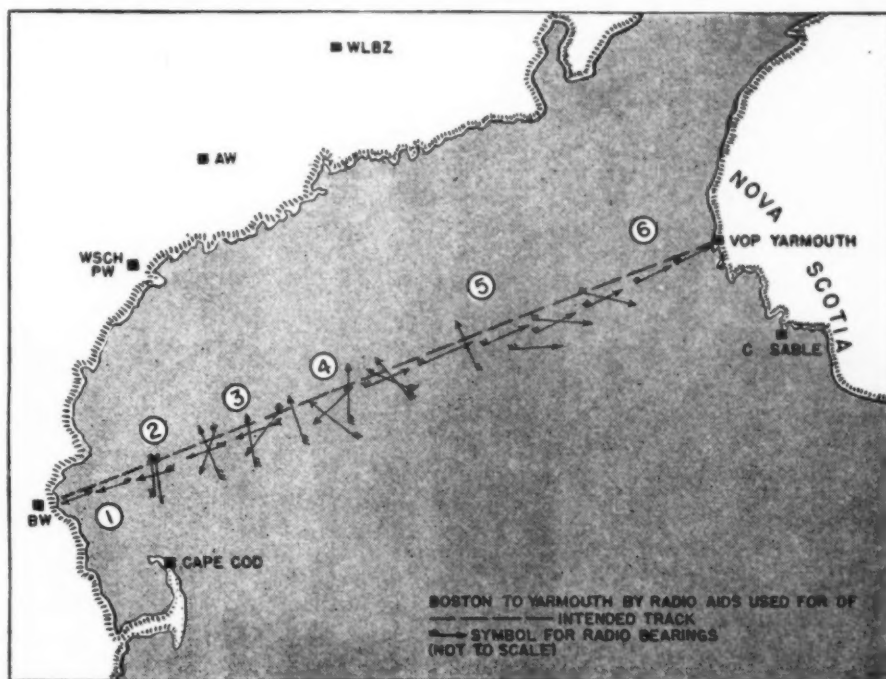 WLBZ
AW
WSCH
PW
NOVA
SCOTIA
VOP YARMOUTH
C SABLE
6
5
4
3
2
1
BW
CAPE COD
BOSTON TO YARMOUTH BY RADIO AIDS USED FOR DF
INTENDED TRACK
SYMBOL FOR RADIO BEARINGS
(NOT TO SCALE)